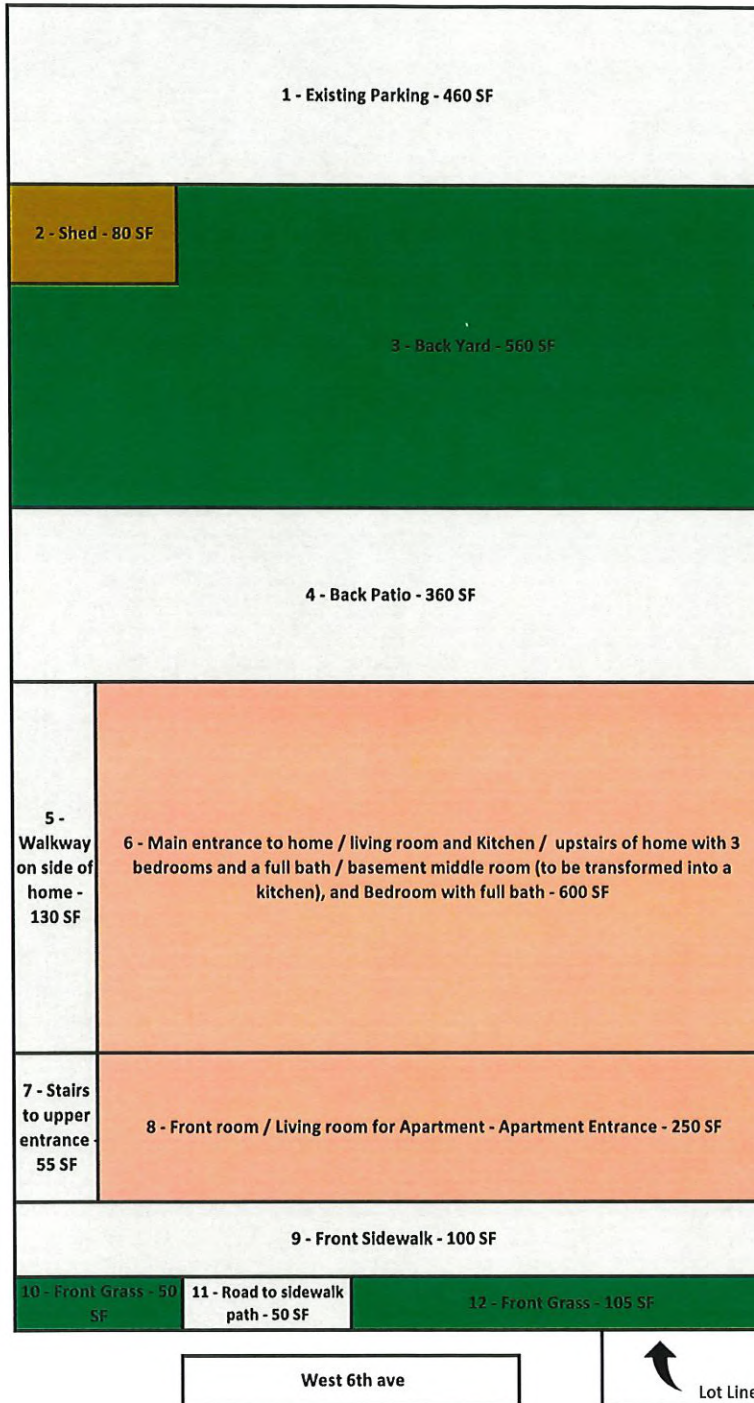 1 - Existing Parking - 460 SF
2 - Shed - 80 SF
3 - Back Yard - 560 SF
4 - Back Patio - 360 SF
5 -
Walkway
on side of
home -
130 SF
6 - Main entrance to home / living room and Kitchen / upstairs of home with 3
bedrooms and a full bath / basement middle room (to be transformed into a
kitchen), and Bedroom with full bath - 600 SF
7 - Stairs
to upper
entrance -
55 SF
8 - Front room / Living room for Apartment - Apartment Entrance - 250 SF
9 - Front Sidewalk - 100 SF
10 - Front Grass - 50
SF
11 - Road to sidewalk
path - 50 SF
12 - Front Grass - 105 SF
West 6th ave
Lot Line